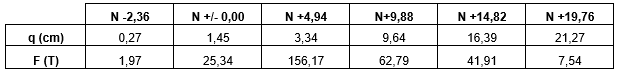 N -2,36 N +/- 0,00 N +4,94 N+9,88 N +14,82 N +19,76
q (cm) 0,27 1,45 3,34 9,64 16,39 21,27
F (T) 1,97 25,34 156,17 62,79 41,91 7,54